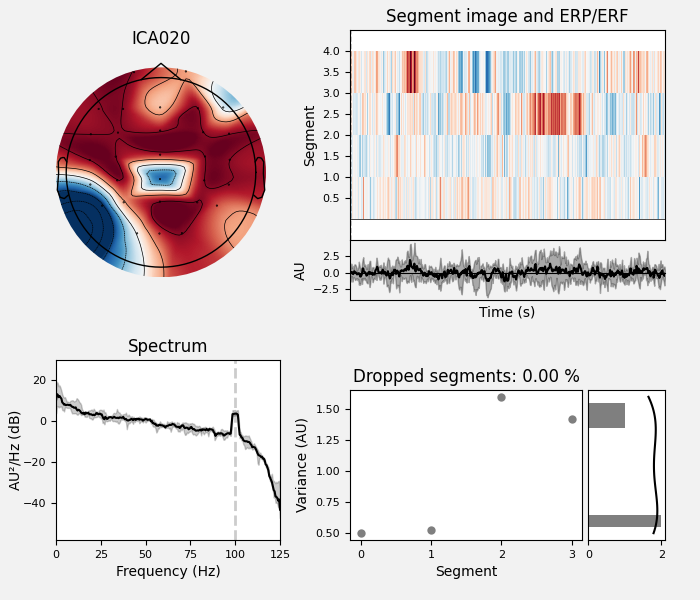 ICA020
Segment image and ERP/ERF
Segment
4.0
3.5
3.0
2.5
2.0
1.5
1.0
0.5
AU
2.5
0.0
−2.5
Time (s)
Spectrum
AU²/Hz (dB)
20
0
−20
−40
0 25 50 75 100 125
Frequency (Hz)
Dropped segments: 0.00 %
Variance (AU)
1.50
1.25
1.00
0.75
0.50
0 1 2 3
Segment
0 2